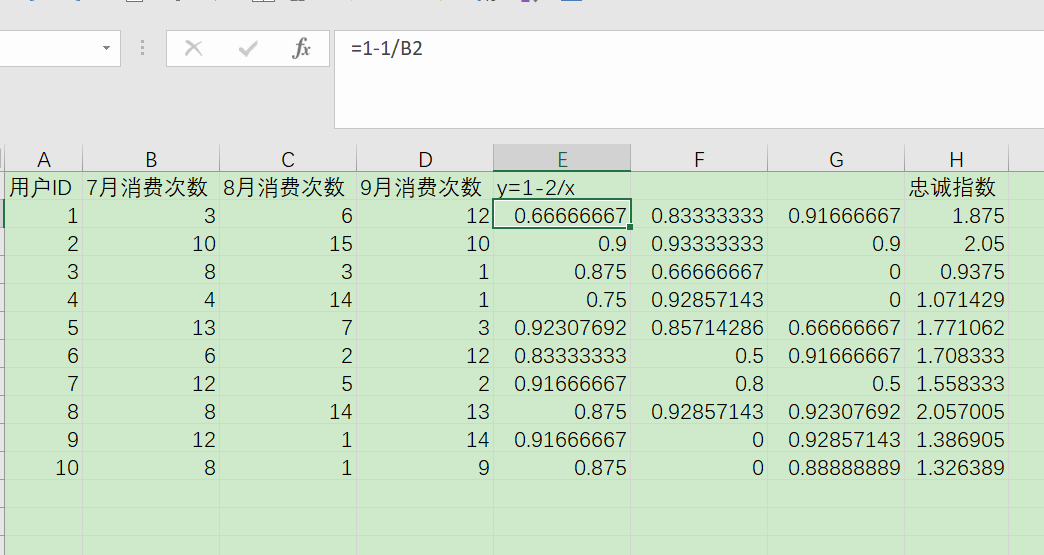 fx
=1-1/B2
A B C D E F G H
用户ID 7月消费次数 8月消费次数 9月消费次数 y=1-2/x 忠诚指数
1 3 6 12 0.66666667 0.83333333 0.91666667 1.875
2 10 15 10 0.9 0.93333333 0.9 2.05
3 8 3 1 0.875 0.66666667 0 0.9375
4 4 14 1 0.75 0.92857143 0 1.071429
5 13 7 3 0.92307692 0.85714286 0.66666667 1.771062
6 6 2 12 0.83333333 0.5 0.91666667 1.708333
7 12 5 2 0.91666667 0.8 0.5 1.558333
8 8 14 13 0.875 0.92857143 0.92307692 2.057005
9 12 1 14 0.91666667 0 0.92857143 1.386905
10 8 1 9 0.875 0 0.88888889 1.326389